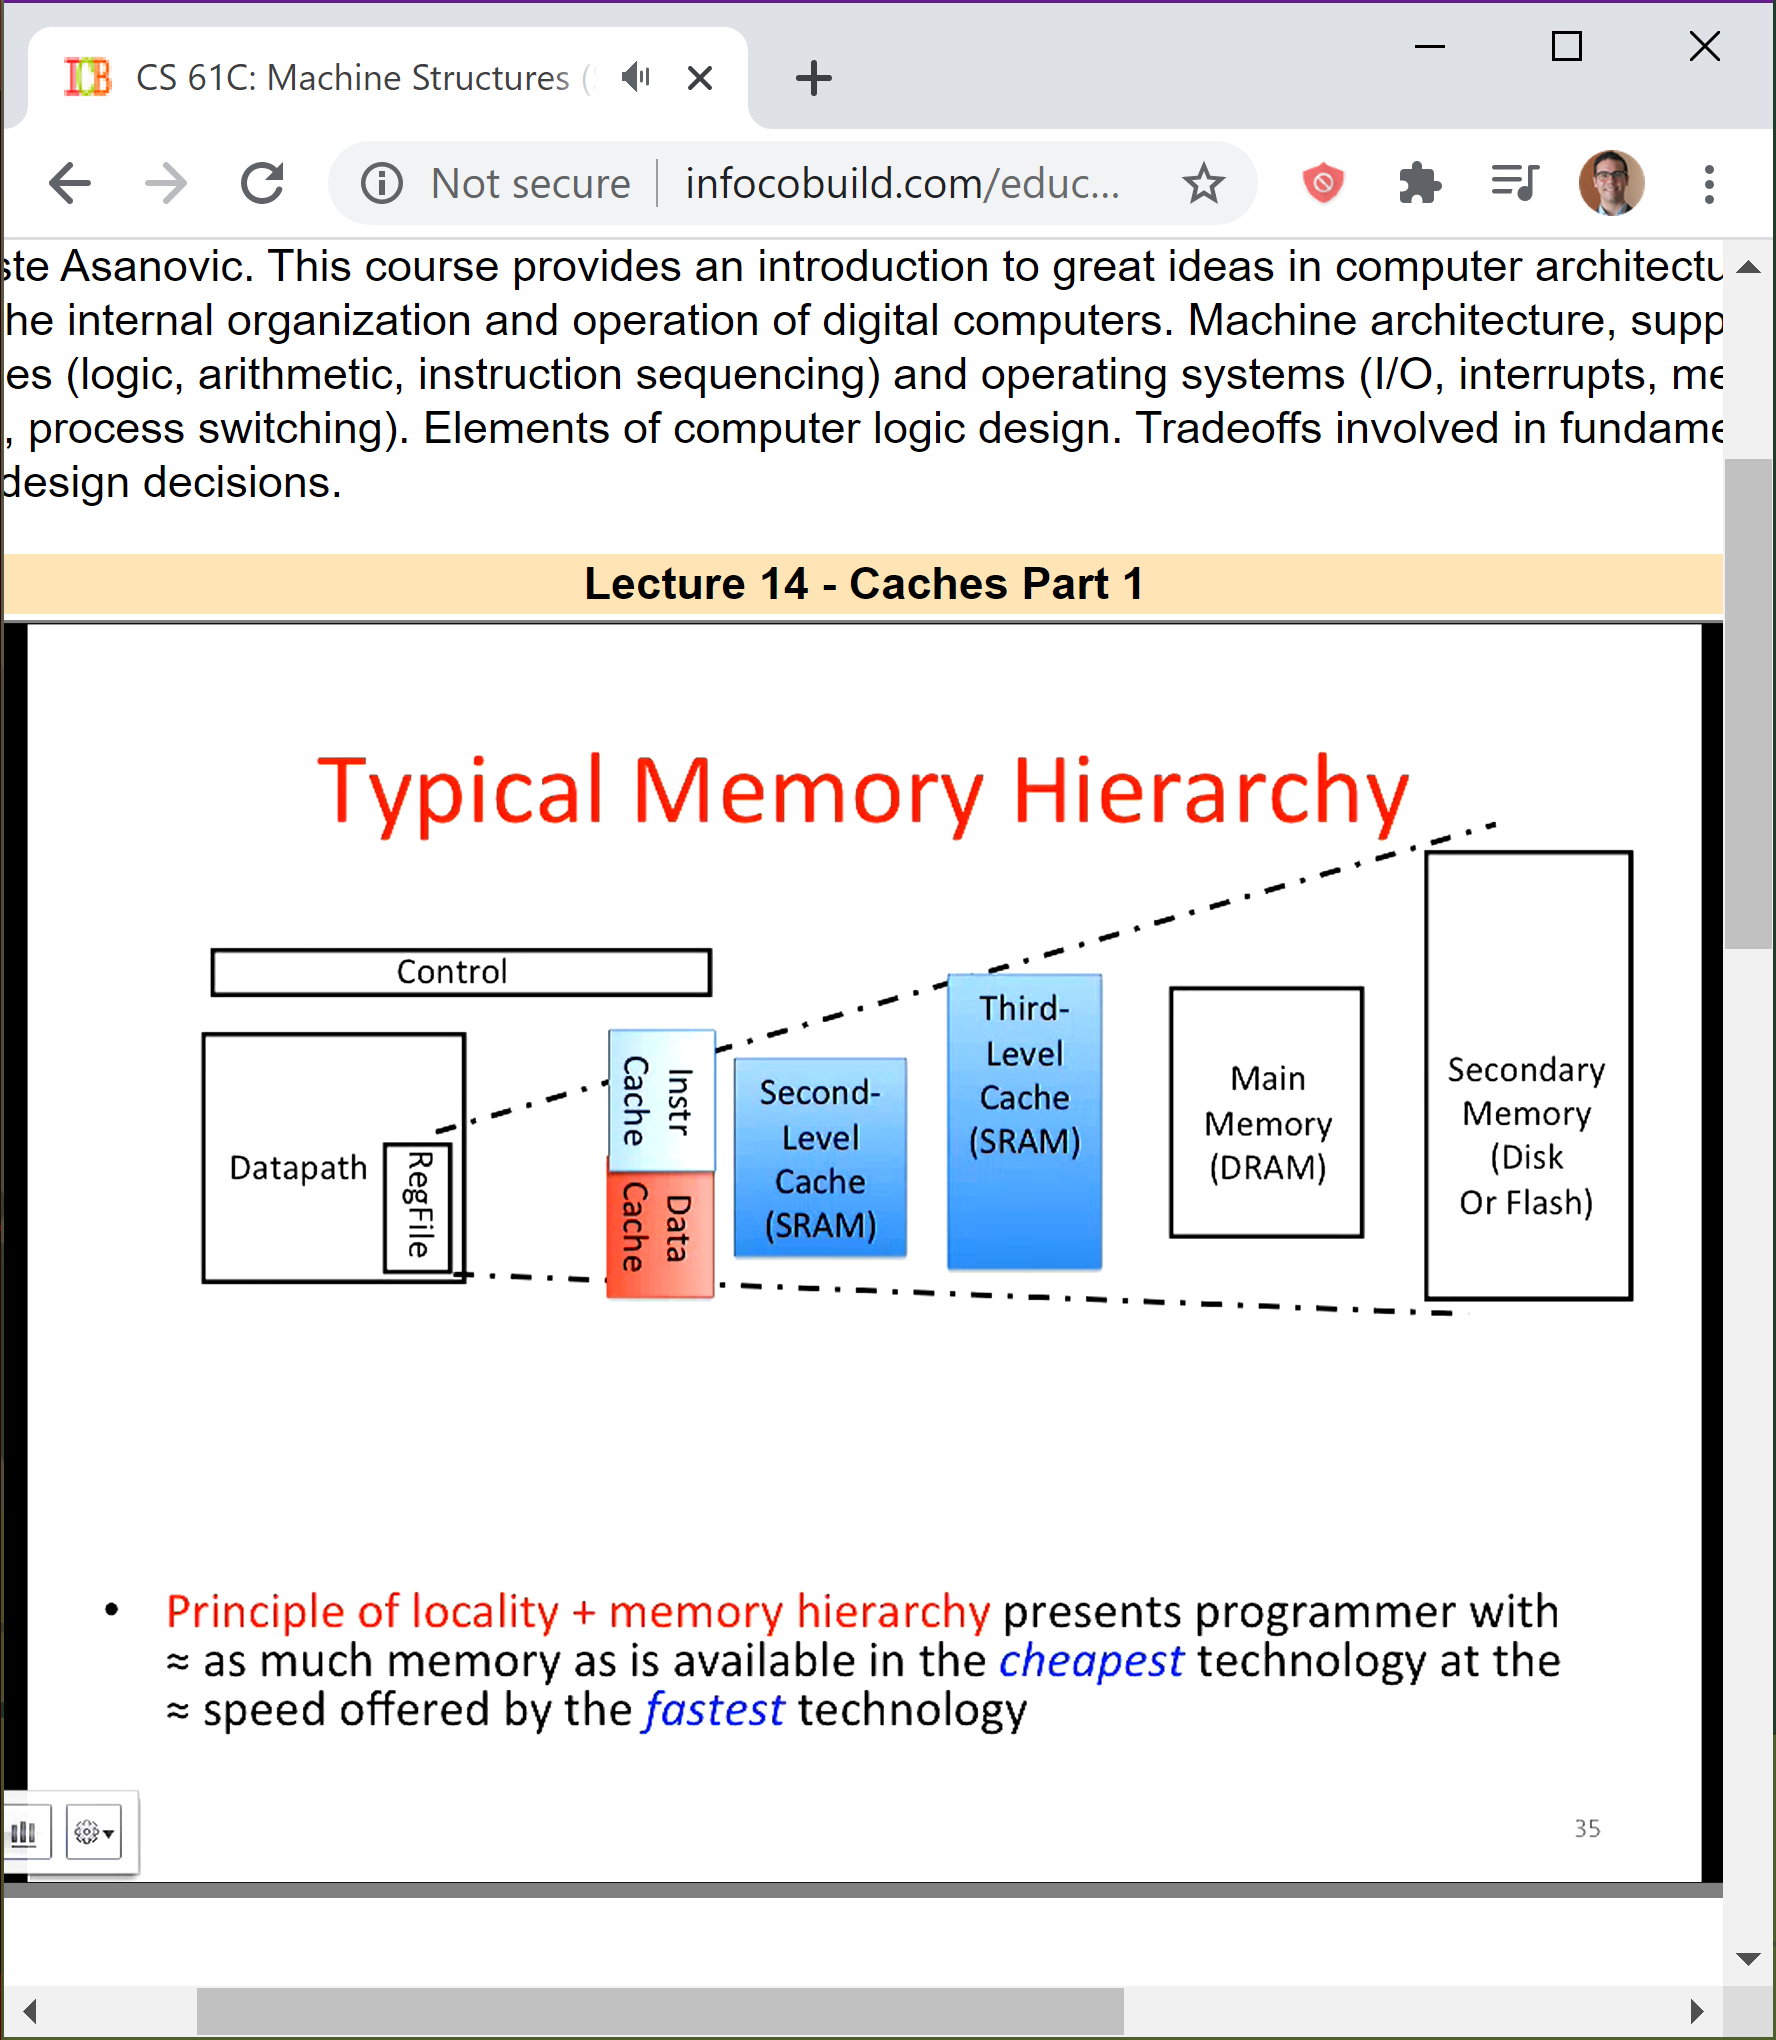 CS 61C: Machine Structures (
Not secure
infocobuild.com/educ...
ste Asanovic. This course provides an introduction to great ideas in computer architectu
he internal organization and operation of digital computers. Machine architecture, supp
es (logic, arithmetic, instruction sequencing) and operating systems (I/O, interrupts, me
, process switching). Elements of computer logic design. Tradeoffs involved in fundame
design decisions.
Lecture 14 - Caches Part 1
Typical Memory Hierarchy
Control
Datapath
RegFile
Instr
Cache
Data
Cache
Second-
Level
Cache
(SRAM)
Third-
Level
Cache
(SRAM)
Main
Memory
(DRAM)
Secondary
Memory
(Disk
Or Flash)
• Principle of locality + memory hierarchy presents programmer with
≈ as much memory as is available in the cheapest technology at the
≈ speed offered by the fastest technology
35